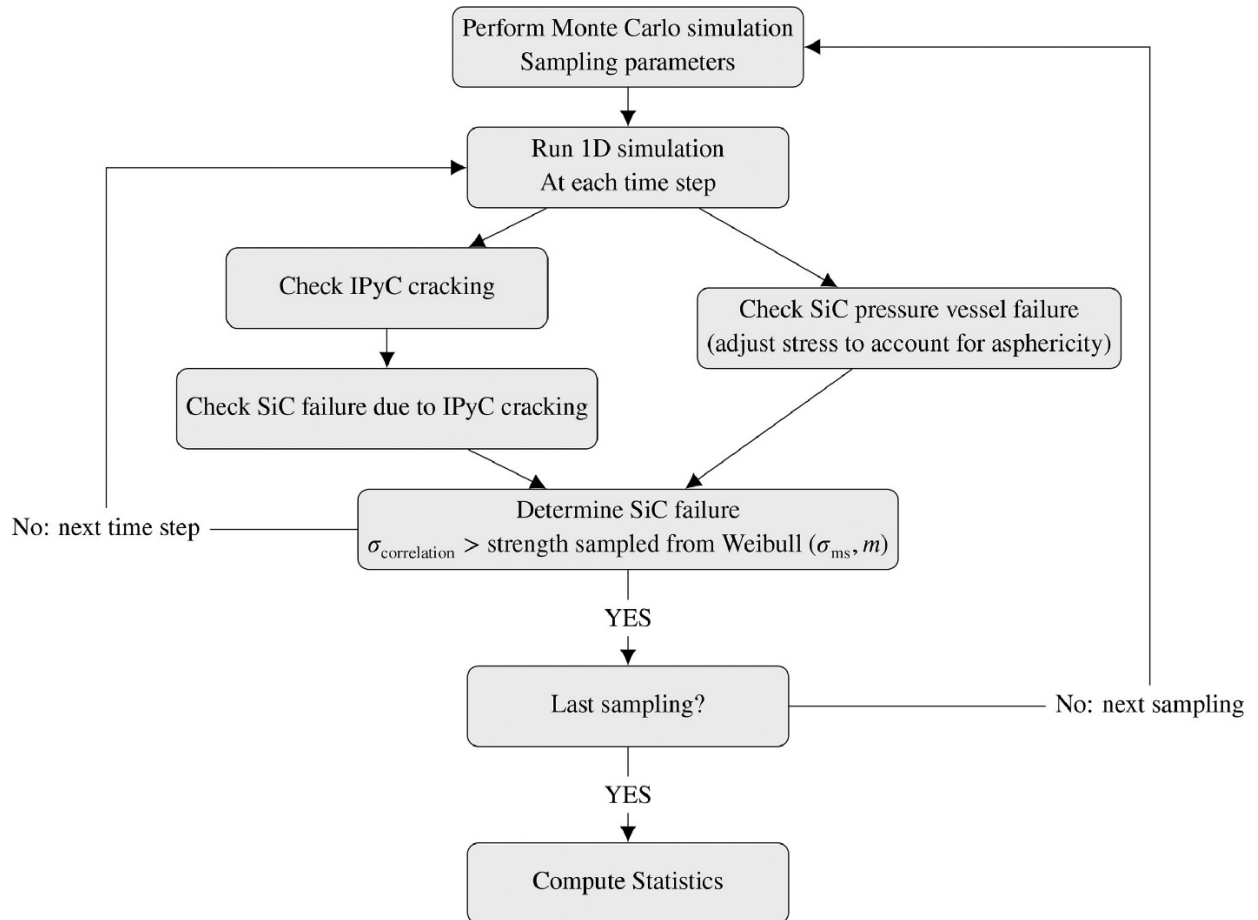 Perform Monte Carlo simulation
Sampling parameters
Run 1D simulation
At each time step
Check IPyC cracking
Check SiC pressure vessel failure
(adjust stress to account for asphericity)
Check SiC failure due to IPyC cracking
Determine SiC failure
σcorrelation > strength sampled from Weibull (σms, m)
No: next time step
YES
Last sampling?
No: next sampling
YES
Compute Statistics